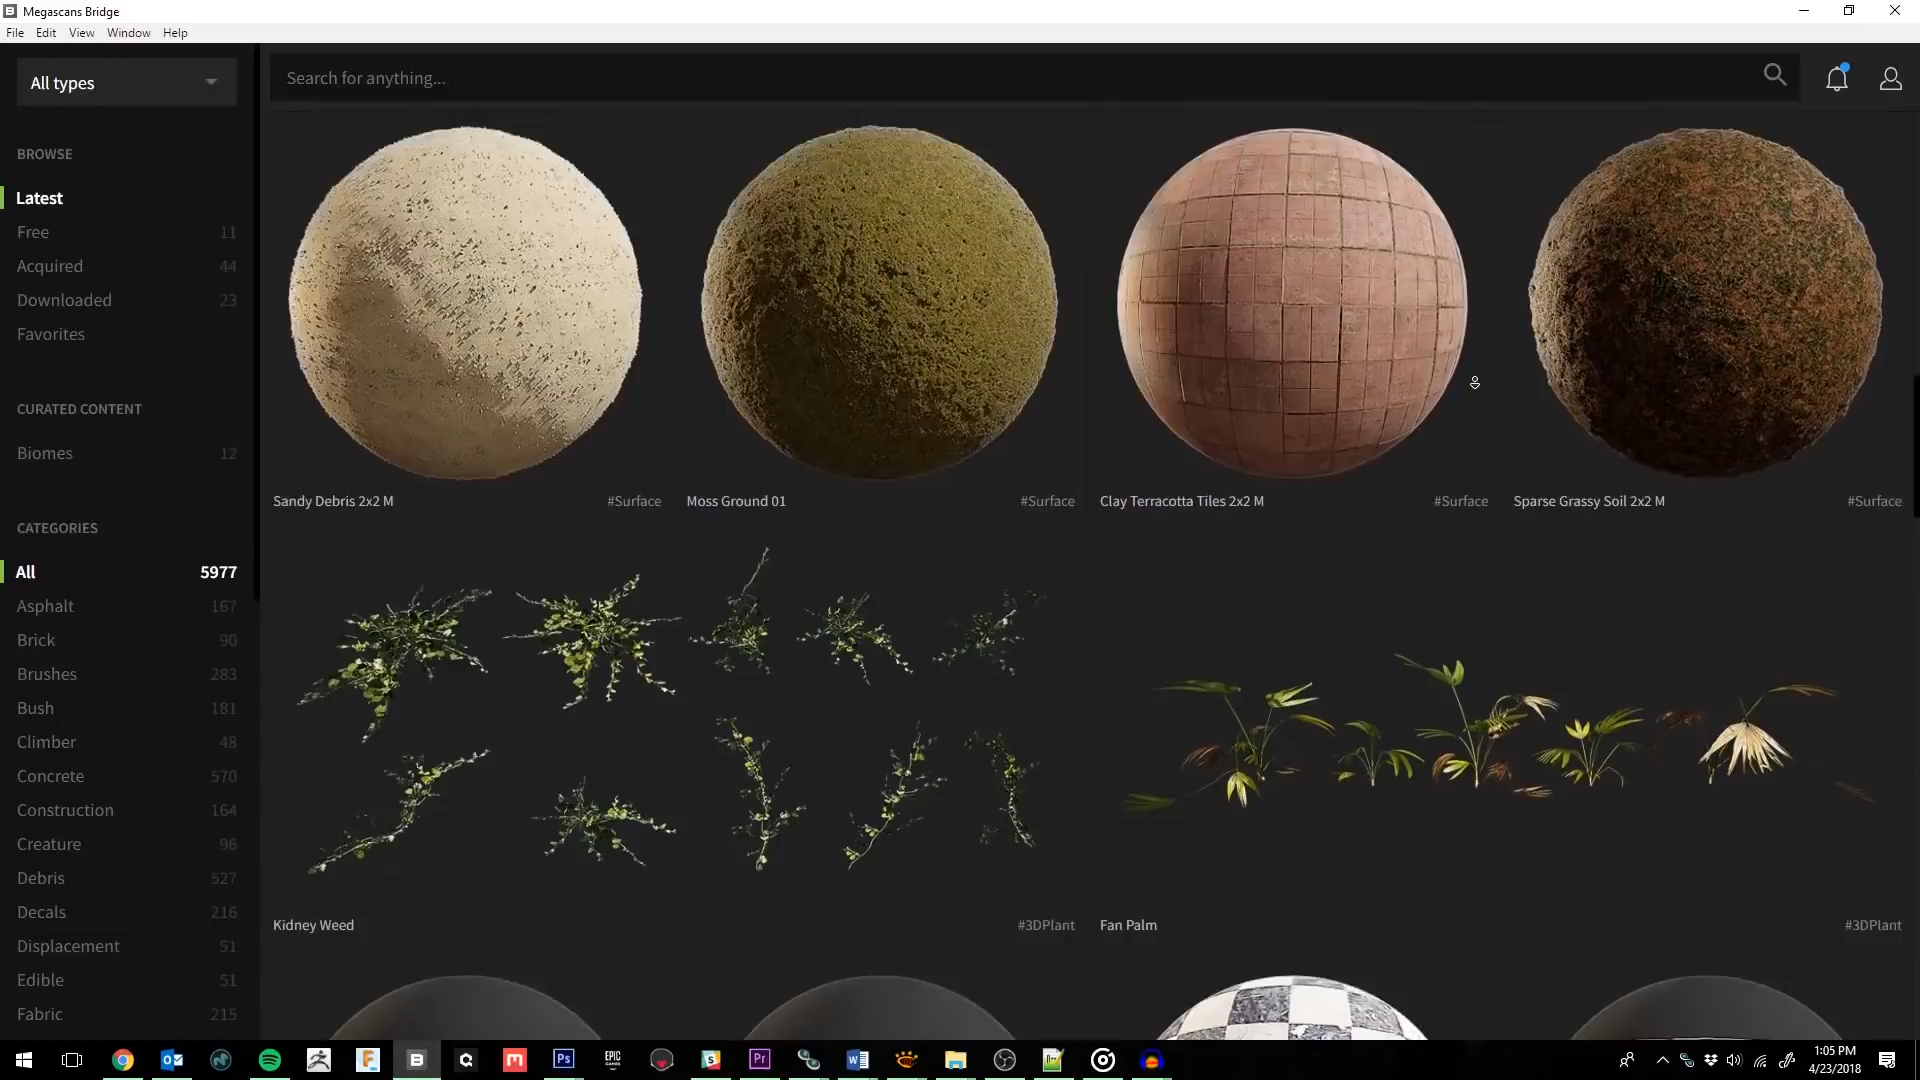 Megascans Bridge
File Edit View Window Help
All types
Search for anything...
BROWSE
Latest
Free 11
Acquired 44
Downloaded 23
Favorites
CURATED CONTENT
Biomes 12
CATEGORIES
All 5977
Asphalt 167
Brick 90
Brushes 283
Bush 181
Climber 48
Concrete 570
Construction 164
Creature 96
Debris 527
Decals 216
Displacement 51
Edible 51
Fabric 215
Sandy Debris 2x2 M #Surface
Moss Ground 01 #Surface
Clay Terracotta Tiles 2x2 M #Surface
Sparse Grassy Soil 2x2 M #Surface
Kidney Weed #3DPlant
Fan Palm #3DPlant
Ps
EPIC
GAMES
Pr
1:05 PM
4/23/2018